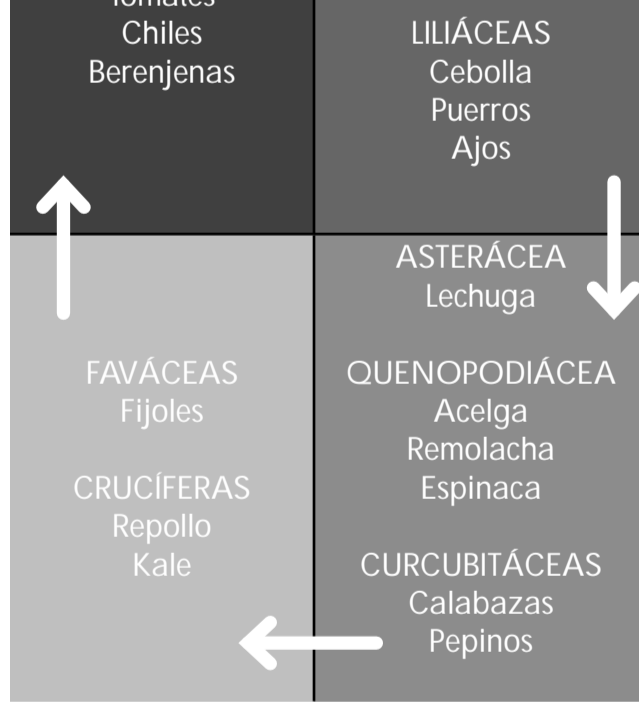 Tomates
Chiles
Berenjenas
LILIÁCEAS
Cebolla
Puerros
Ajos
FAVÁCEAS
Fijoles
CRUCÍFERAS
Repollo
Kale
ASTERÁCEA
Lechuga
QUENOPODIÁCEA
Acelga
Remolacha
Espinaca
CURCUBITÁCEAS
Calabazas
Pepinos